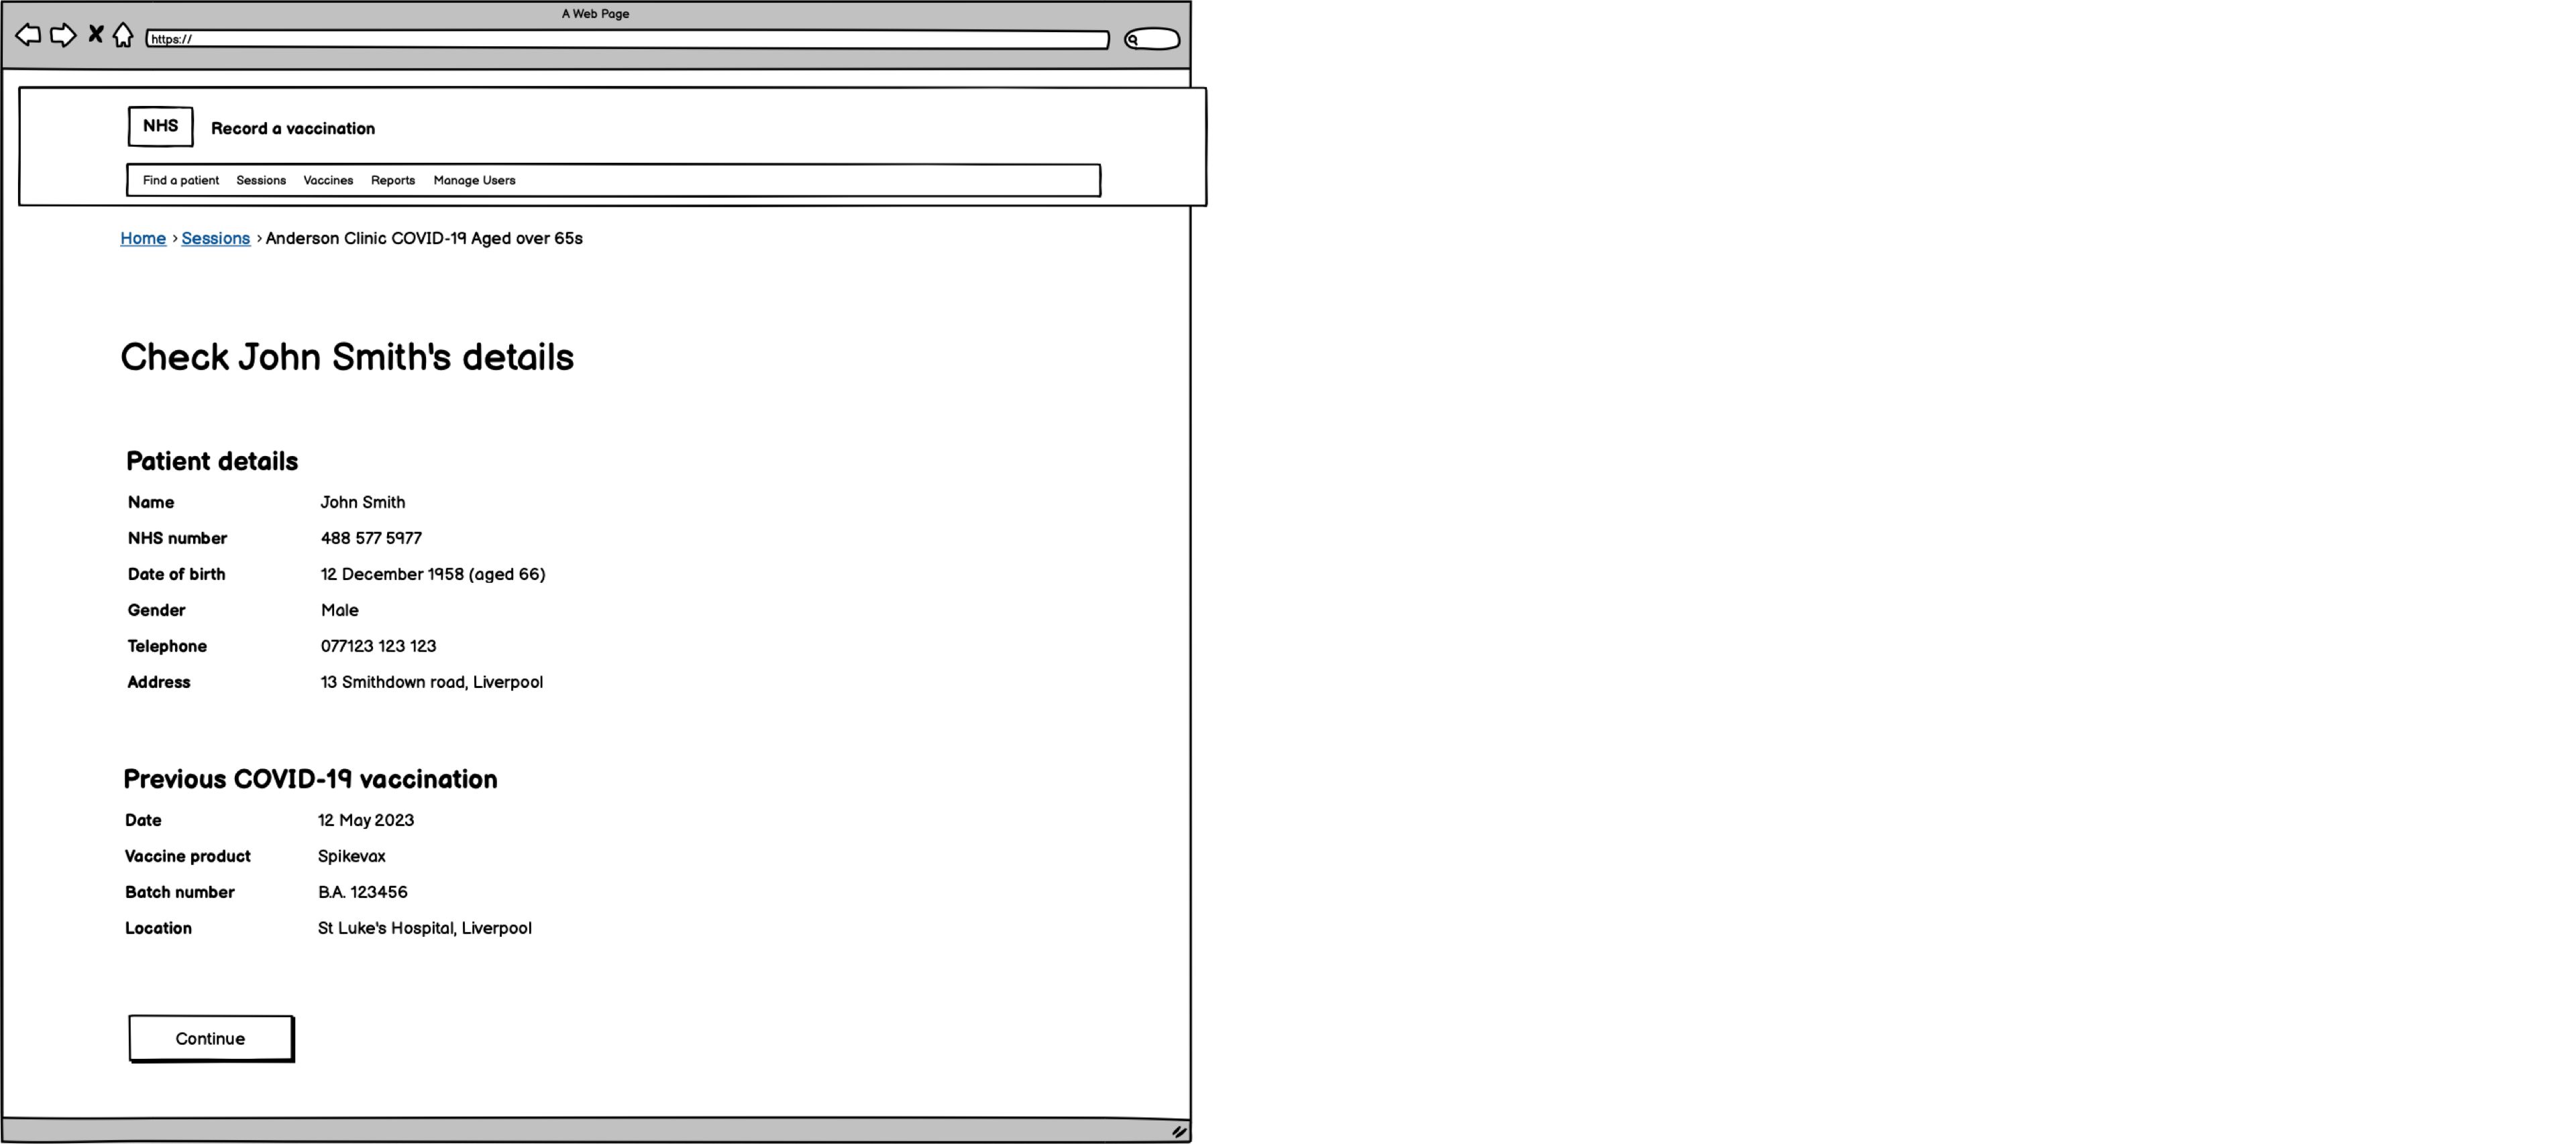 A Web Page
https://
NHS
Record a vaccination
Find a patient Sessions Vaccines Reports Manage Users
Home > Sessions > Anderson Clinic COVID-19 Aged over 65s
Check John Smith's details
Patient details
Name John Smith
NHS number 488 577 5977
Date of birth 12 December 1958 (aged 66)
Gender Male
Telephone 077123 123 123
Address 13 Smithdown road, Liverpool
Previous COVID-19 vaccination
Date 12 May 2023
Vaccine product Spikevax
Batch number B.A. 123456
Location St Luke's Hospital, Liverpool
Continue